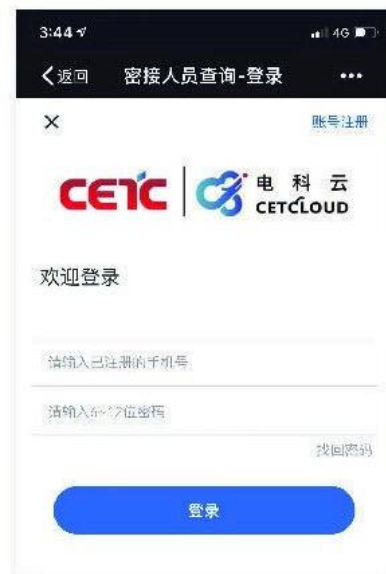 3:44 4G
返回 密接人员查询-登录
账号注册
CETC 电科云
CETCLOUD
欢迎登录
请输入已注册的手机号
请输入6~12位密码
找回密码
登录